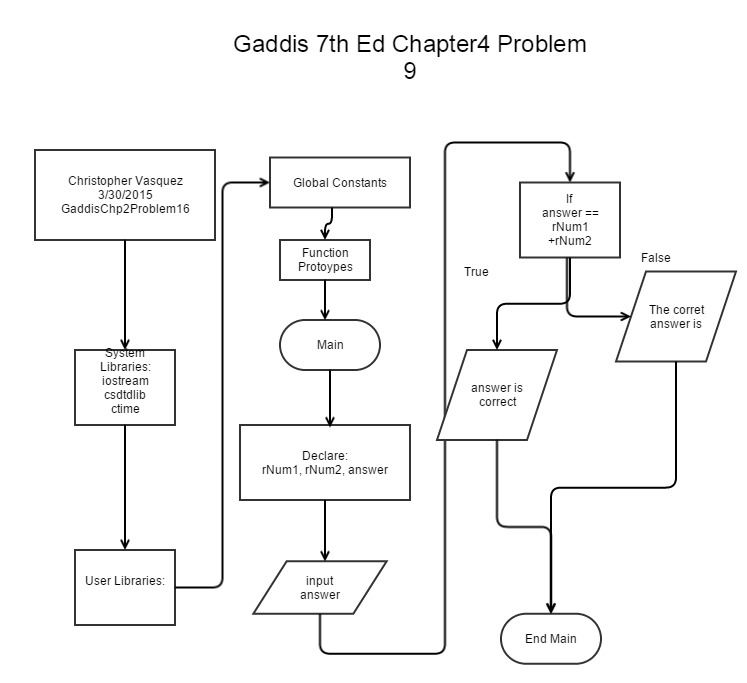 Gaddis 7th Ed Chapter4 Problem
9
Christopher Vasquez
3/30/2015
GaddisChp2Problem16
System
Libraries:
iostream
csdtdlib
ctime
User Libraries:
Global Constants
Function
Protoypes
Main
Declare:
rNum1, rNum2, answer
input
answer
If
answer ==
rNum1
+rNum2
True
False
answer is
correct
The corret
answer is
End Main